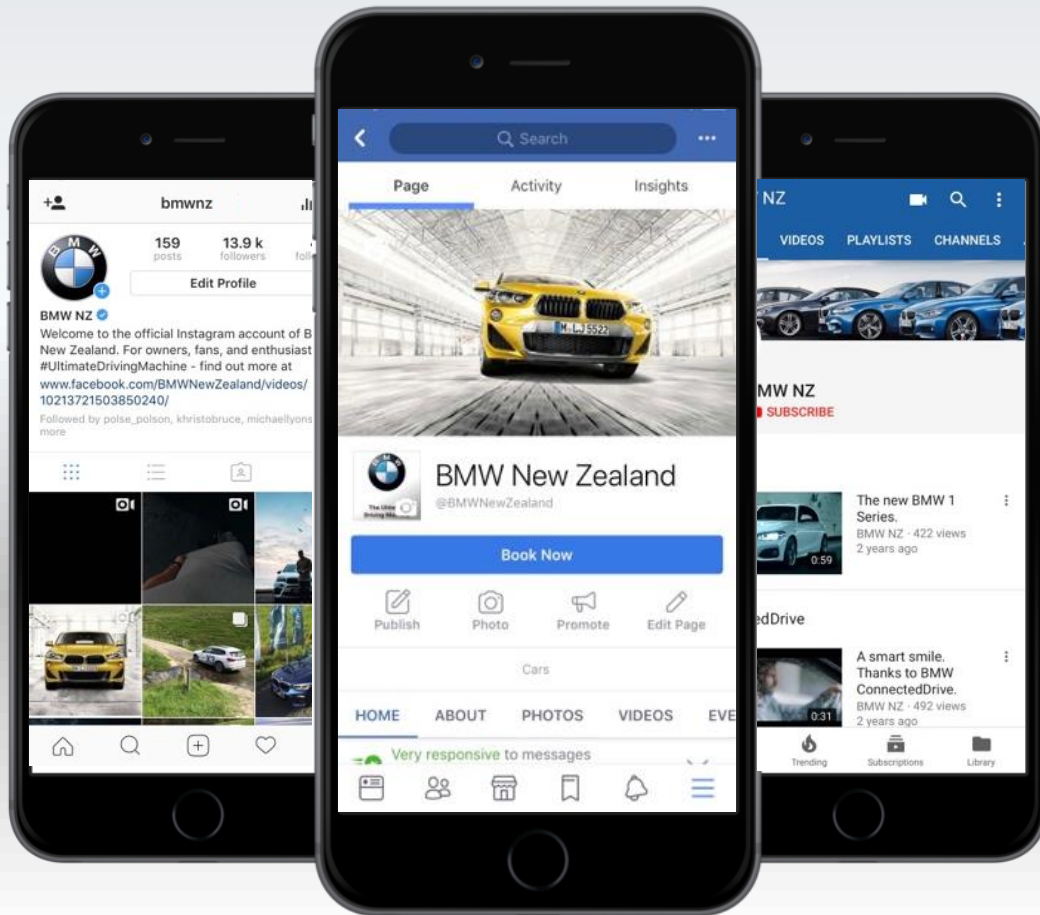 bmwnz
159
13.9 k
posts
followers
Edit Profile
BMW NZ
Welcome to the official Instagram account of B
New Zealand. For owners, fans, and enthusiast
#UltimateDrivingMachine - find out more at
www.facebook.com/BMWNewZealand/videos/
10213721503850240/
Followed by polse_polson, khristobruce, michaellyons
more
Search
Page
Activity
Insights
M·LJ 5522
BMW
BMW New Zealand
@BMWNewZealand
Book Now
Publish
Photo
Promote
Edit Page
Cars
HOME
ABOUT
PHOTOS
VIDEOS
EVE
Very responsive to messages
NZ
VIDEOS
PLAYLISTS
CHANNELS
MW NZ
SUBSCRIBE
The new BMW 1
Series.
BMW NZ · 422 views
2 years ago
0:59
edDrive
A smart smile.
Thanks to BMW
ConnectedDrive.
BMW NZ · 492 views
2 years ago
0:31
Trending
Subscriptions
Library